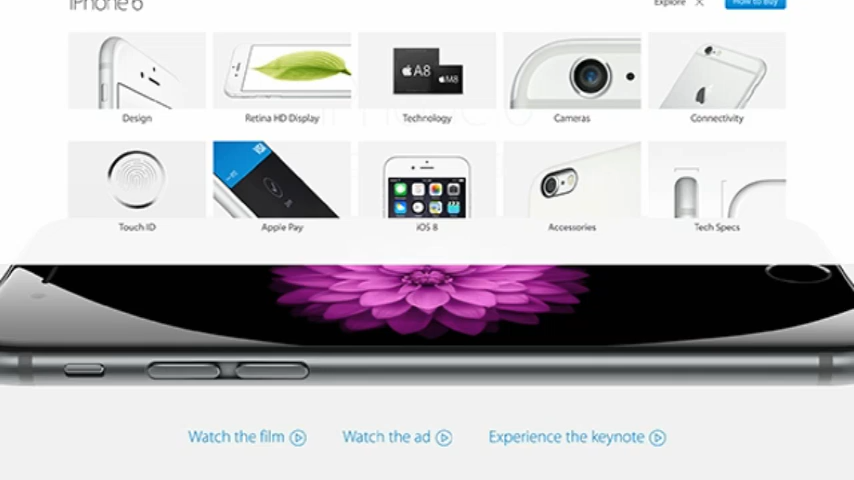 iPhone 6
Explore
How to Buy
A8
M8
Design
Retina HD Display
Technology
Cameras
Connectivity
Touch ID
Apple Pay
iOS 8
Accessories
Tech Specs
Watch the film
Watch the ad
Experience the keynote